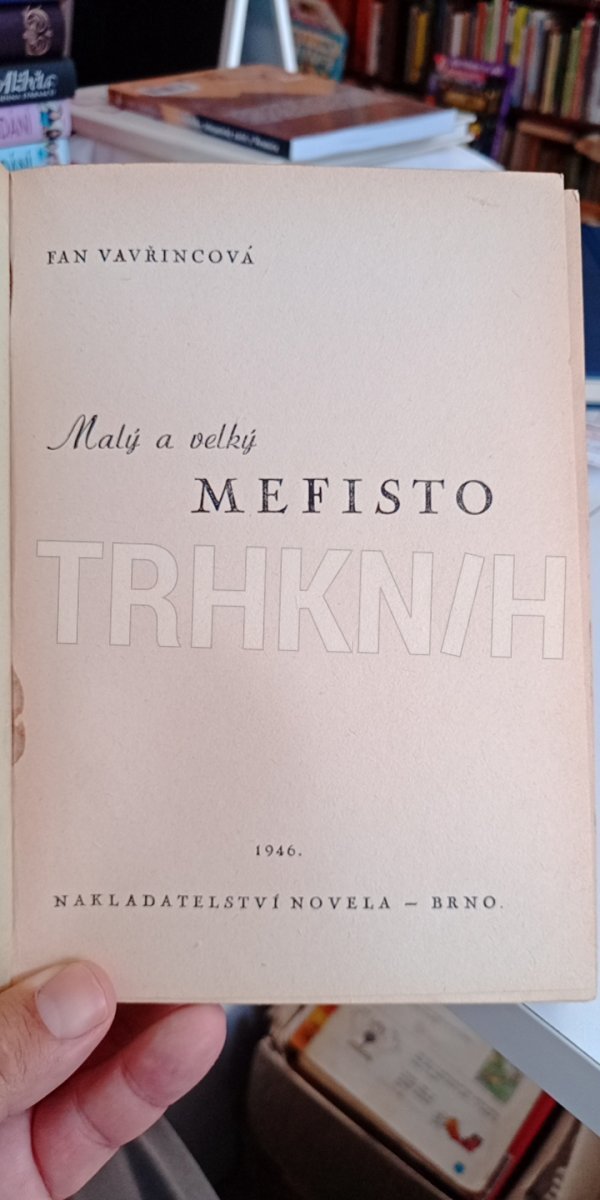 FAN VAVŘINCOVÁ
Malý a velký
MEFISTO
TRHKN/H
1946.
NAKLADATELSTVÍ NOVELA – BRNO.